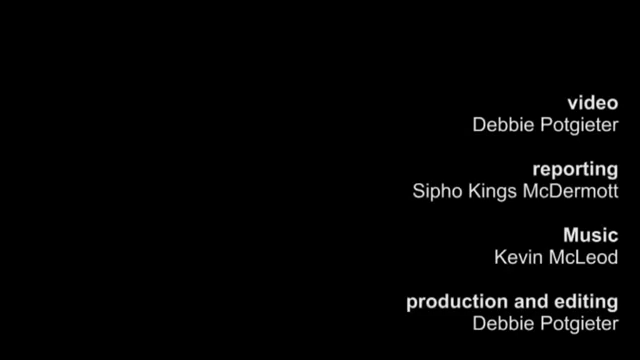 video
Debbie Potgieter
reporting
Sipho Kings McDermott
Music
Kevin McLeod
production and editing
Debbie Potgieter